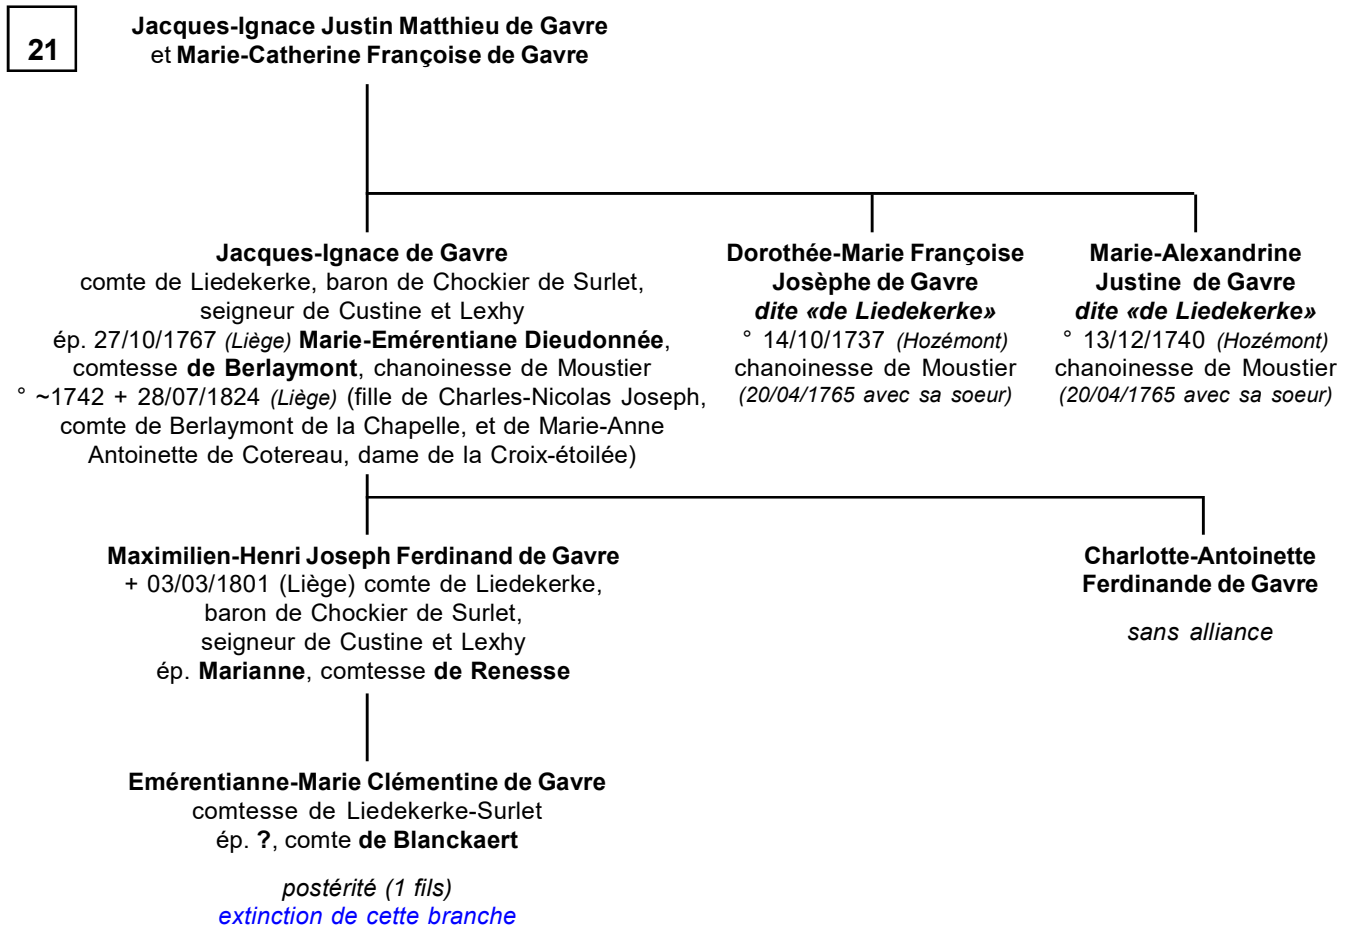 21
Jacques-Ignace Justin Matthieu de Gavre
et Marie-Catherine Françoise de Gavre
Jacques-Ignace de Gavre
comte de Liedekerke, baron de Chockier de Surlet,
seigneur de Custine et Lexhy
ép. 27/10/1767 (Liège) Marie-Emérentiane Dieudonnée,
comtesse de Berlaymont, chanoinesse de Moustier
° ~1742 + 28/07/1824 (Liège) (fille de Charles-Nicolas Joseph,
comte de Berlaymont de la Chapelle, et de Marie-Anne
Antoinette de Cotereau, dame de la Croix-étoilée)
Dorothée-Marie Françoise
Josèphe de Gavre
dite «de Liedekerke»
° 14/10/1737 (Hozémont)
chanoinesse de Moustier
(20/04/1765 avec sa soeur)
Marie-Alexandrine
Justine de Gavre
dite «de Liedekerke»
° 13/12/1740 (Hozémont)
chanoinesse de Moustier
(20/04/1765 avec sa soeur)
Maximilien-Henri Joseph Ferdinand de Gavre
+ 03/03/1801 (Liège) comte de Liedekerke,
baron de Chockier de Surlet,
seigneur de Custine et Lexhy
ép. Marianne, comtesse de Renesse
Charlotte-Antoinette
Ferdinande de Gavre
sans alliance
Emérentianne-Marie Clémentine de Gavre
comtesse de Liedekerke-Surlet
ép. ?, comte de Blanckaert
postérité (1 fils)
extinction de cette branche